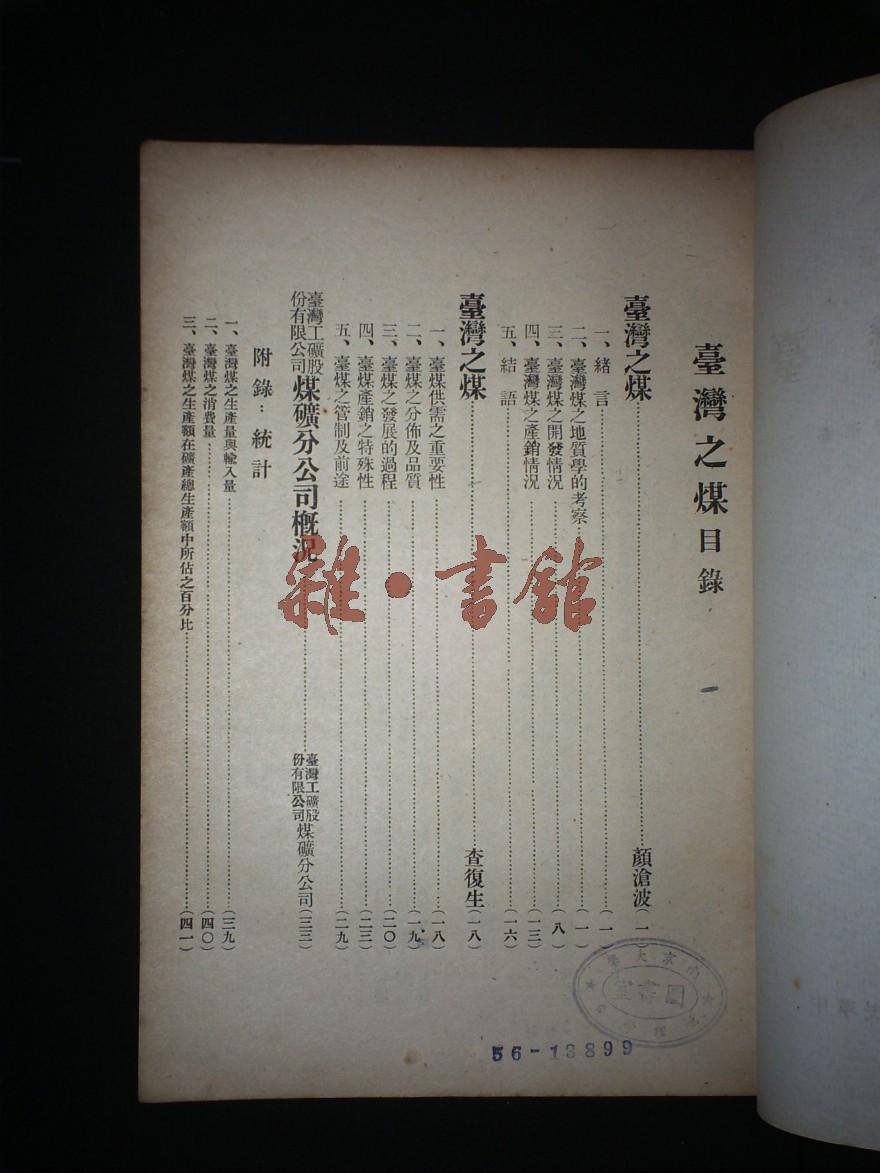 臺灣之煤目錄
臺灣之煤……顏滄波(一)
一、緒言……(一)
二、臺灣煤之地質學的考察……(一)
三、臺灣煤之開發情況……(八)
四、臺灣煤之產銷情況……(一三)
五、結語……(一六)
臺灣之煤……查復生(一八)
一、臺煤供需之重要性……(一八)
二、臺煤之分佈及品質……(一九)
三、臺煤之發展的過程……(二〇)
四、臺煤產銷之特殊性……(二三)
五、臺煤之管制及前途……(二九)
臺灣工礦股份有限公司煤礦分公司概況……臺灣工礦股份有限公司煤礦分公司(三三)
附錄：統計
一、臺灣煤之生產量與輸入量……(三九)
二、臺灣煤之消費量……(四〇)
三、臺灣煤之生產額在礦產總生產額中所佔之百分比……(四一)
雜·書館
南京大學
圖書室
56-13899